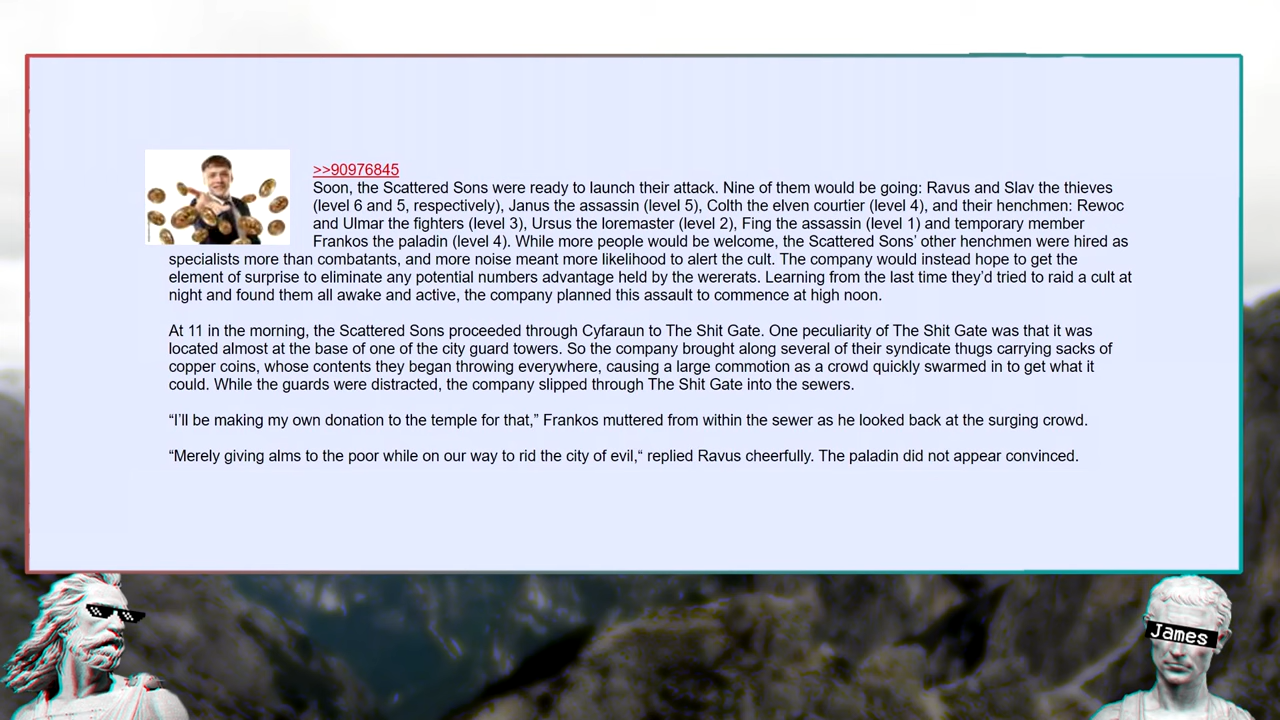 >>90976845
Soon, the Scattered Sons were ready to launch their attack. Nine of them would be going: Ravus and Slav the thieves
(level 6 and 5, respectively), Janus the assassin (level 5), Colth the elven courtier (level 4), and their henchmen: Rewoc
and Ulmar the fighters (level 3), Ursus the loremaster (level 2), Fing the assassin (level 1) and temporary member
Frankos the paladin (level 4). While more people would be welcome, the Scattered Sons’ other henchmen were hired as
specialists more than combatants, and more noise meant more likelihood to alert the cult. The company would instead hope to get the
element of surprise to eliminate any potential numbers advantage held by the wererats. Learning from the last time they’d tried to raid a cult at
night and found them all awake and active, the company planned this assault to commence at high noon.
At 11 in the morning, the Scattered Sons proceeded through Cyfaraun to The Shit Gate. One peculiarity of The Shit Gate was that it was
located almost at the base of one of the city guard towers. So the company brought along several of their syndicate thugs carrying sacks of
copper coins, whose contents they began throwing everywhere, causing a large commotion as a crowd quickly swarmed in to get what it
could. While the guards were distracted, the company slipped through The Shit Gate into the sewers.
“I’ll be making my own donation to the temple for that,” Frankos muttered from within the sewer as he looked back at the surging crowd.
“Merely giving alms to the poor while on our way to rid the city of evil,“ replied Ravus cheerfully. The paladin did not appear convinced.
James